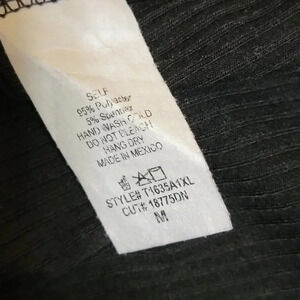 SELF
95% Polyester
5% Spandex
HAND WASH COLD
DO NOT BLEACH
HANG DRY
MADE IN MEXICO
STYLE# T1635A1XL
CUT# 18775DN
M